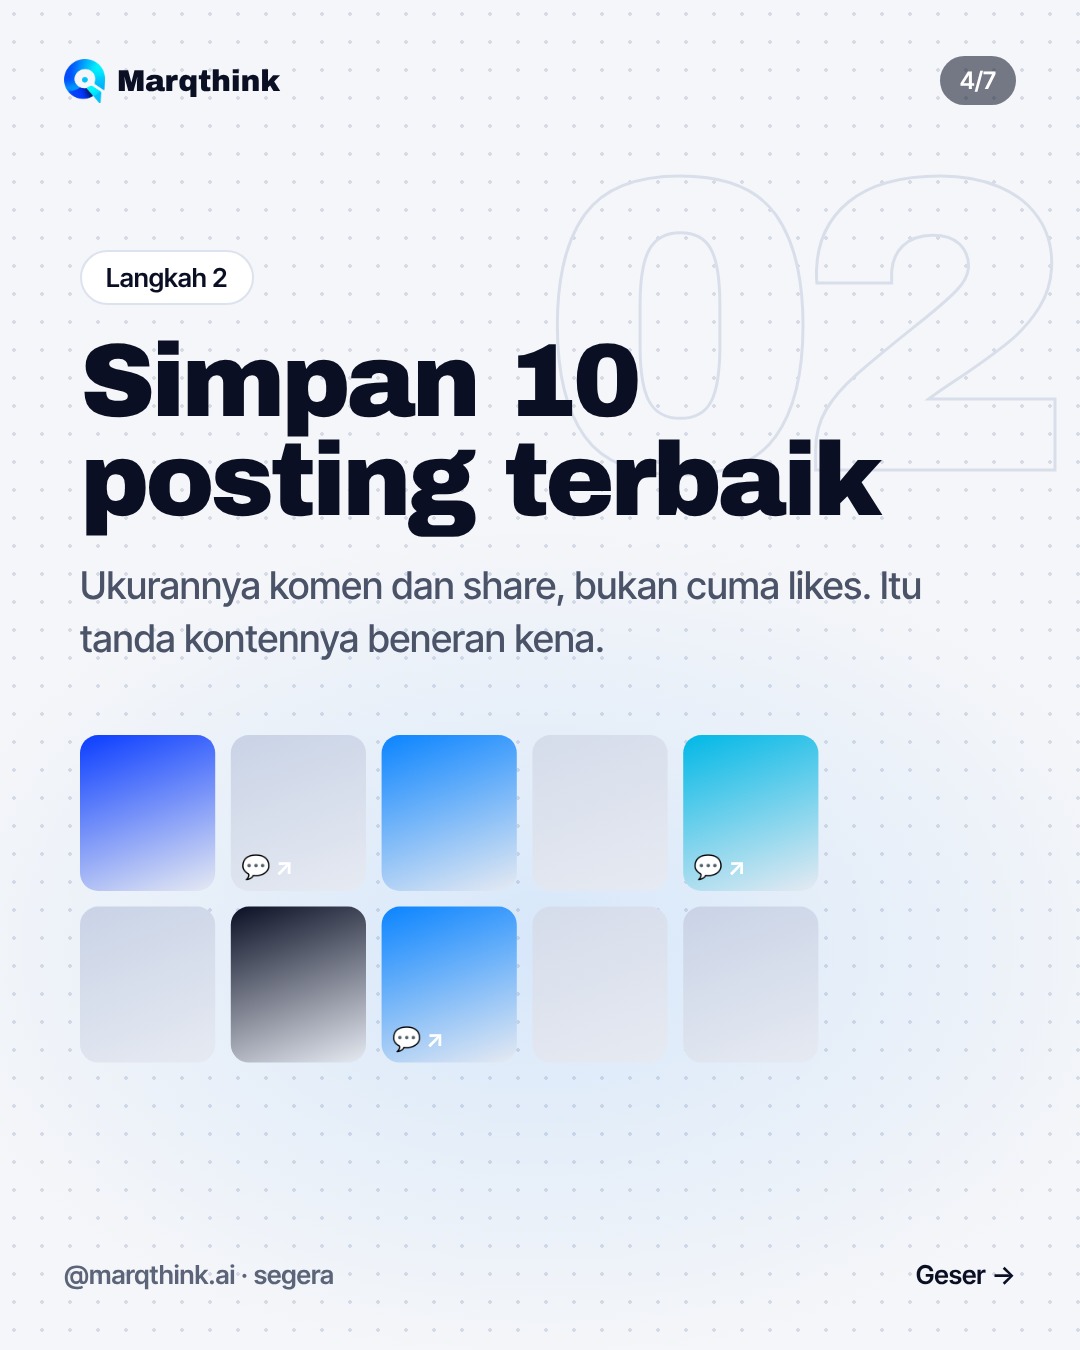 Marqthink
4/7
02
Langkah 2
Simpan 10
posting terbaik
Ukurannya komen dan share, bukan cuma likes. Itu
tanda kontennya beneran kena.
@marqthink.ai · segera
Geser →